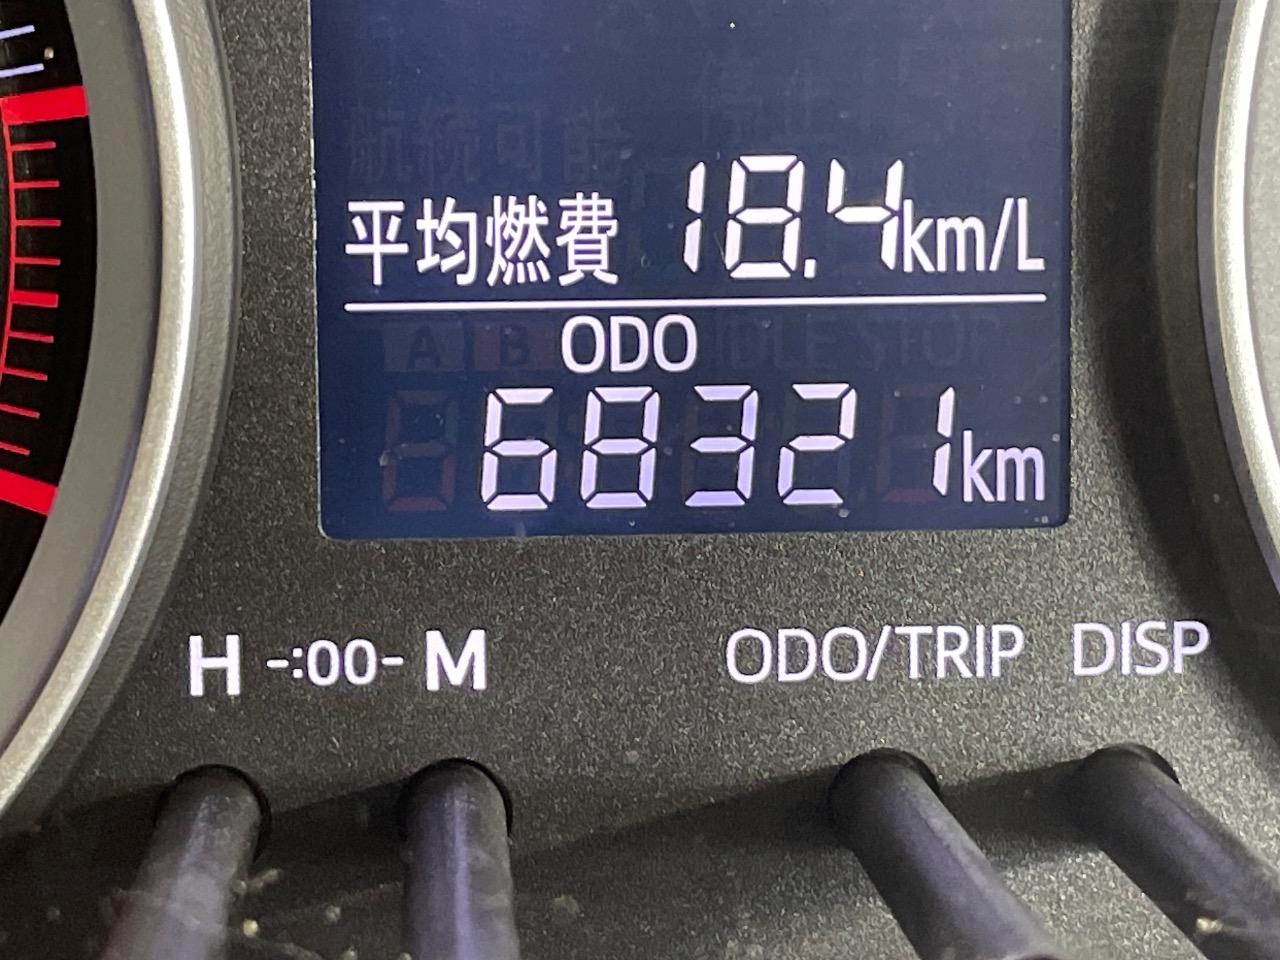 平均燃費 18.4km/L
ODO
68321km
H -:00- M ODO/TRIP DISP